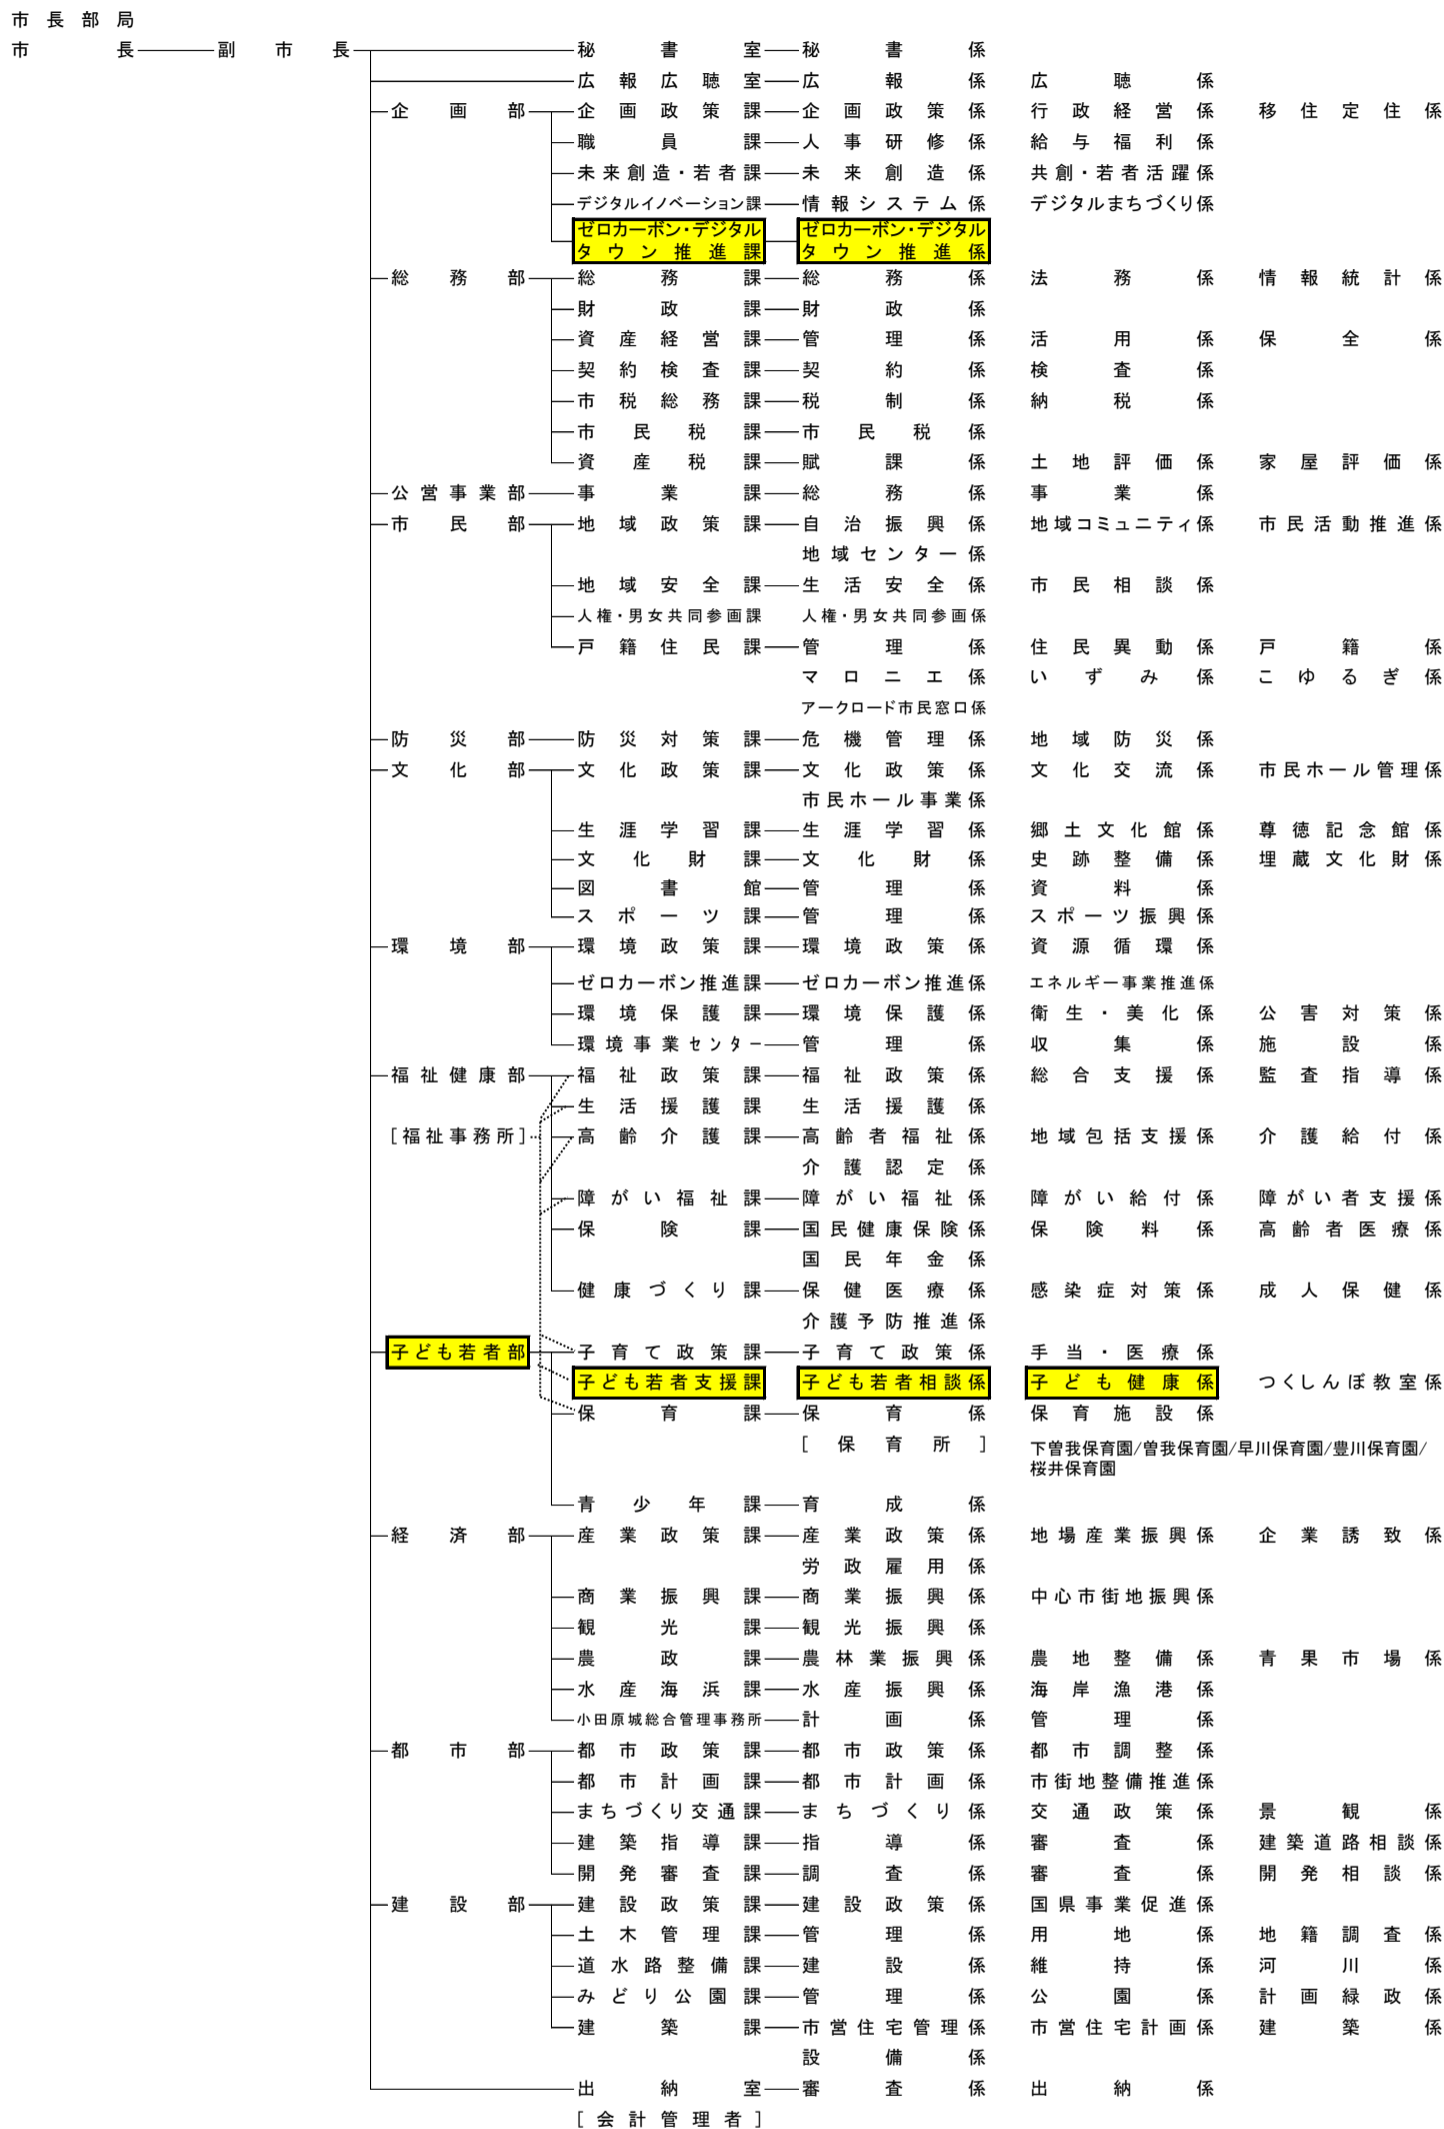 市長部局
市長 副市長 秘書室 秘書係
広報広聴室 広報係 広聴係
企画部 企画政策課 企画政策係 行政経営係 移住定住係
職員課 人事研修係 給与福利係
未来創造・若者課 未来創造係 共創・若者活躍係
デジタルイノベーション課 情報システム係 デジタルまちづくり係
ゼロカーボン・デジタル ゼロカーボン・デジタル
タウン推進課 タウン推進係
総務部 総務課 総務係 法務係 情報統計係
財政課 財政係
資産経営課 管理係 活用係 保全係
契約検査課 契約係 検査係
市税総務課 税制係 納税係
市民税課 市民税係
資産税課 賦課係 土地評価係 家屋評価係
公営事業部 事業課 総務係 事業係
市民部 地域政策課 自治振興係 地域コミュニティ係 市民活動推進係
地域センター係
地域安全課 生活安全係 市民相談係
人権・男女共同参画課 人権・男女共同参画係
戸籍住民課 管理係 住民異動係 戸籍係
マロニエ係 いずみ係 こゆるぎ係
アークロード市民窓口係
防災部 防災対策課 危機管理係 地域防災係
文化部 文化政策課 文化政策係 文化交流係 市民ホール管理係
市民ホール事業係
生涯学習課 生涯学習係 郷土文化館係 尊徳記念館係
文化財課 文化財係 史跡整備係 埋蔵文化財係
図書館 管理係 資料係
スポーツ課 管理係 スポーツ振興係
環境部 環境政策課 環境政策係 資源循環係
ゼロカーボン推進課 ゼロカーボン推進係 エネルギー事業推進係
環境保護課 環境保護係 衛生・美化係 公害対策係
環境事業センター 管理係 収集係 施設係
福祉健康部 福祉政策課 福祉政策係 総合支援係 監査指導係
生活援護課 生活援護係
[福祉事務所] 高齢介護課 高齢者福祉係 地域包括支援係 介護給付係
介護認定係
障がい福祉課 障がい福祉係 障がい給付係 障がい者支援係
保険課 国民健康保険係 保険料係 高齢者医療係
国民年金係
健康づくり課 保健医療係 感染症対策係 成人保健係
介護予防推進係
子ども若者部 子育て政策課 子育て政策係 手当・医療係
子ども若者支援課 子ども若者相談係 子ども健康係 つくしんぼ教室係
保育課 保育係 保育施設係
[保育所] 下曽我保育園/曽我保育園/早川保育園/豊川保育園/
桜井保育園
青少年課 育成係
経済部 産業政策課 産業政策係 地場産業振興係 企業誘致係
労政雇用係
商業振興課 商業振興係 中心市街地振興係
観光課 観光振興係
農政課 農林業振興係 農地整備係 青果市場係
水産海浜課 水産振興係 海岸漁港係
小田原城総合管理事務所 計画係 管理係
都市部 都市政策課 都市政策係 都市調整係
都市計画課 都市計画係 市街地整備推進係
まちづくり交通課 まちづくり係 交通政策係 景観係
建築指導課 指導係 審査係 建築道路相談係
開発審査課 調査係 審査係 開発相談係
建設部 建設政策課 建設政策係 国県事業促進係
土木管理課 管理係 用地係 地籍調査係
道水路整備課 建設係 維持係 河川係
みどり公園課 管理係 公園係 計画緑政係
建築課 市営住宅管理係 市営住宅計画係 建築係
設備係
出納室 審査係 出納係
[会計管理者]